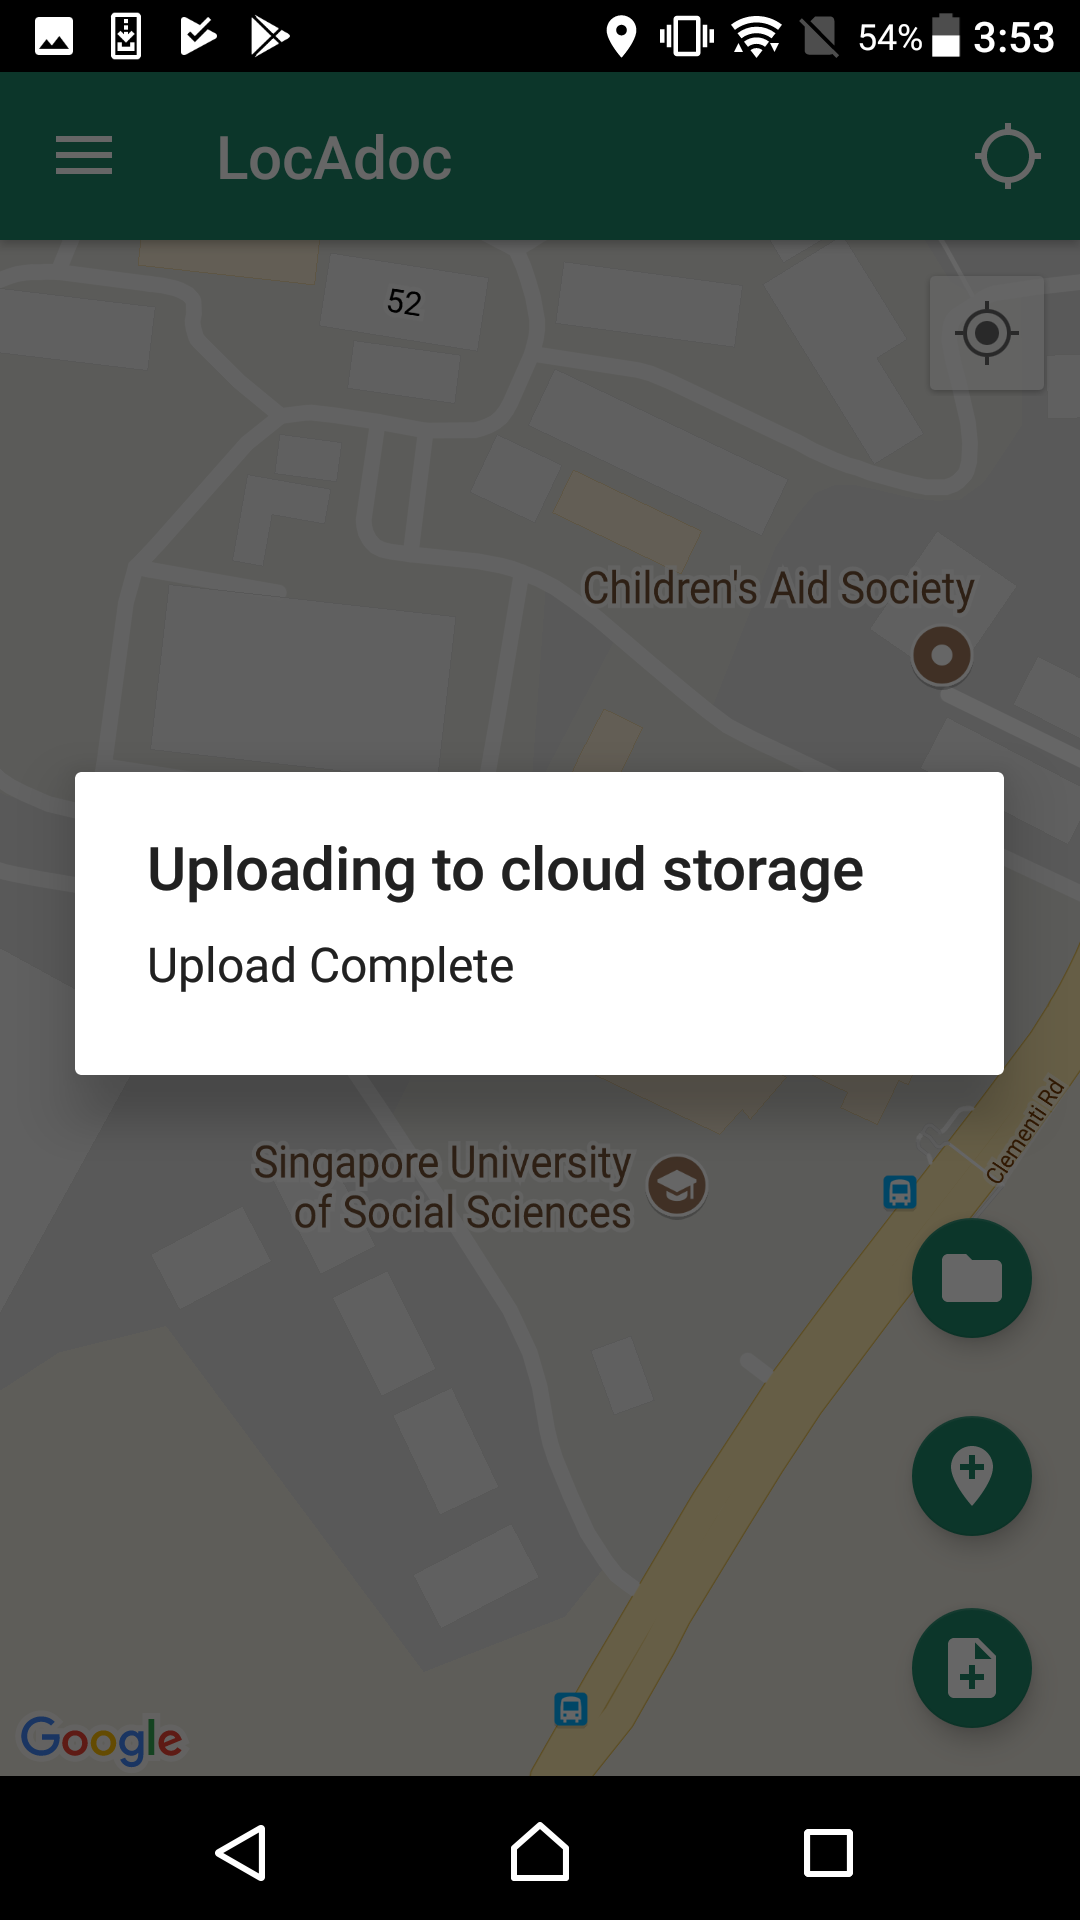 54% 3:53
LocAdoc
52
Children's Aid Society
Uploading to cloud storage
Upload Complete
Clementi Rd
Singapore University
of Social Sciences
Google